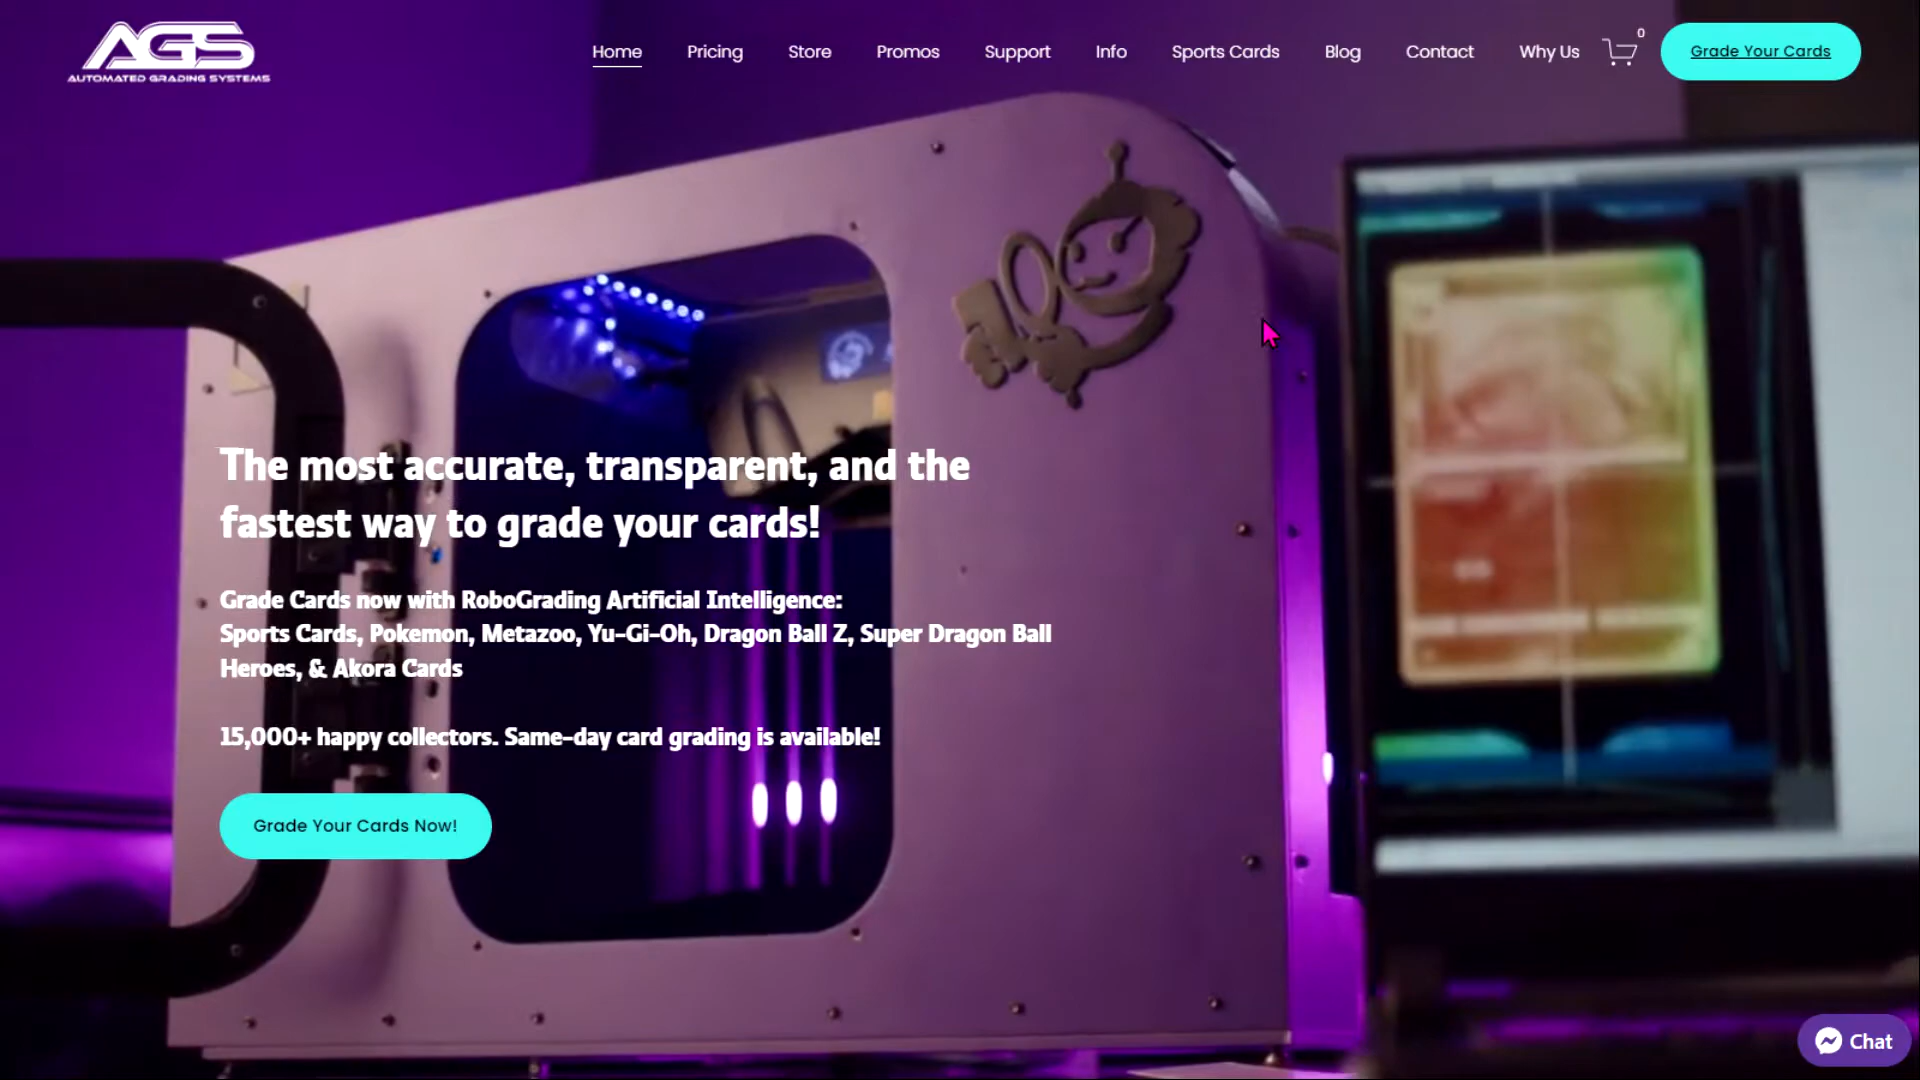 AGS
AUTOMATED GRADING SYSTEMS
Home
Pricing
Store
Promos
Support
Info
Sports Cards
Blog
Contact
Why Us
0
Grade Your Cards
The most accurate, transparent, and the
fastest way to grade your cards!
Grade Cards now with RoboGrading Artificial Intelligence:
Sports Cards, Pokemon, Metazoo, Yu-Gi-Oh, Dragon Ball Z, Super Dragon Ball
Heroes, & Akora Cards
15,000+ happy collectors. Same-day card grading is available!
Grade Your Cards Now!
Chat